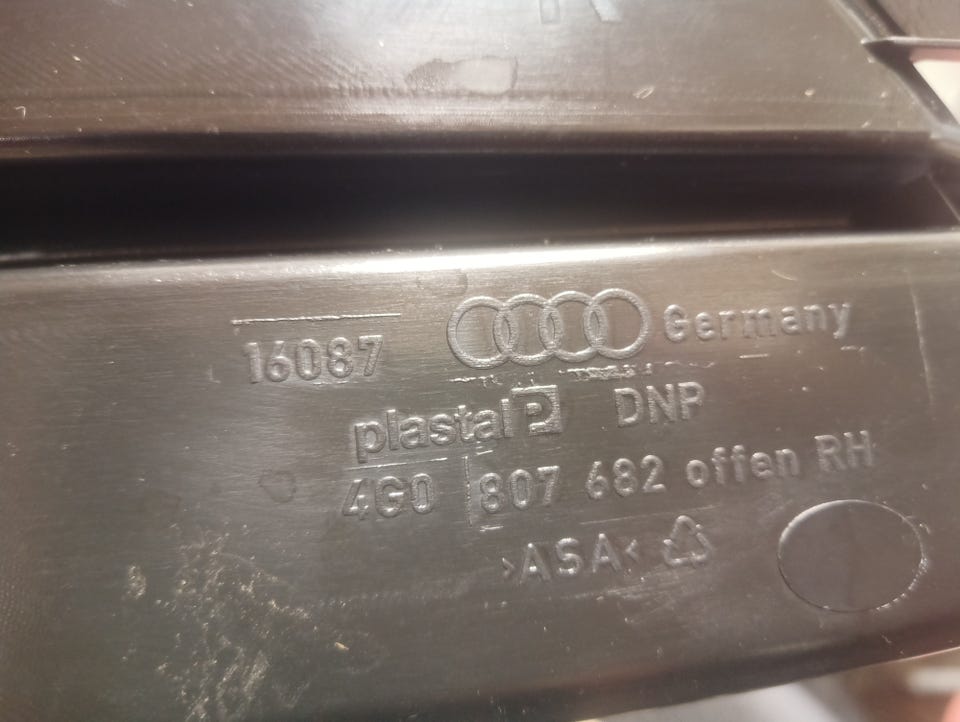 16087 Germany
plastal P DNP
4G0 807 682 offen RH
>ASA<